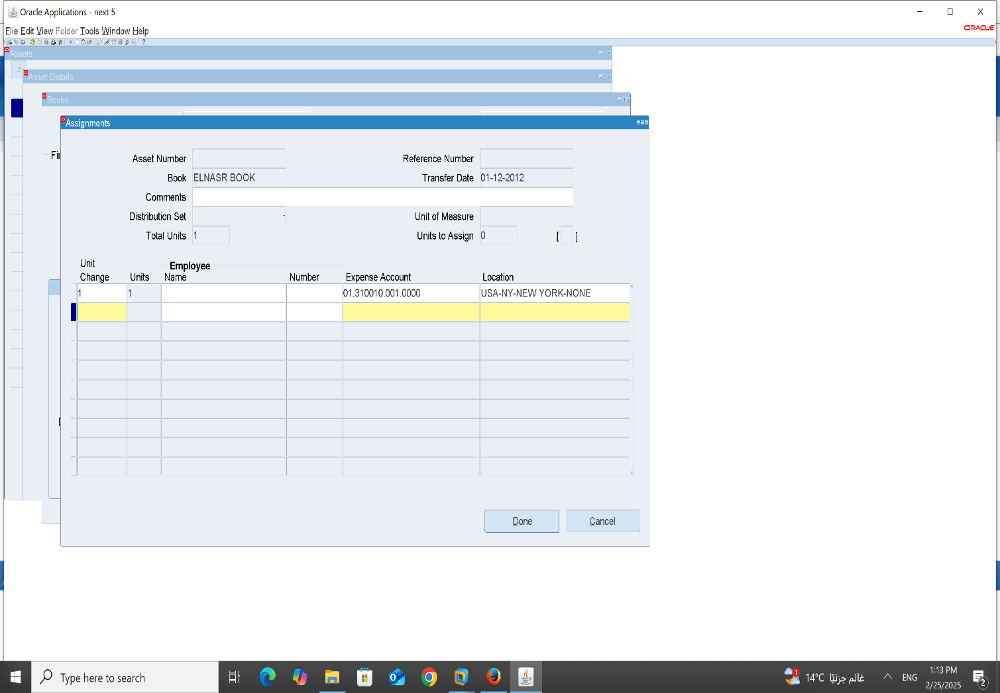 Oracle Applications - next 5
File Edit View Folder Tools Window Help
ORACLE
Assets
Asset Details
Books
Assignments
Fir
Asset Number
Reference Number
Book ELNASR BOOK
Transfer Date 01-12-2012
Comments
Distribution Set
Unit of Measure
Total Units 1
Units to Assign 0 [ ]
Unit Change
Units
Employee
Name
Number
Expense Account
Location
1 1 01.310010.001.0000 USA-NY-NEW YORK-NONE
Done
Cancel
Type here to search
1
14°C غائم جزئيًا
ENG
1:13 PM
2/25/2025
2